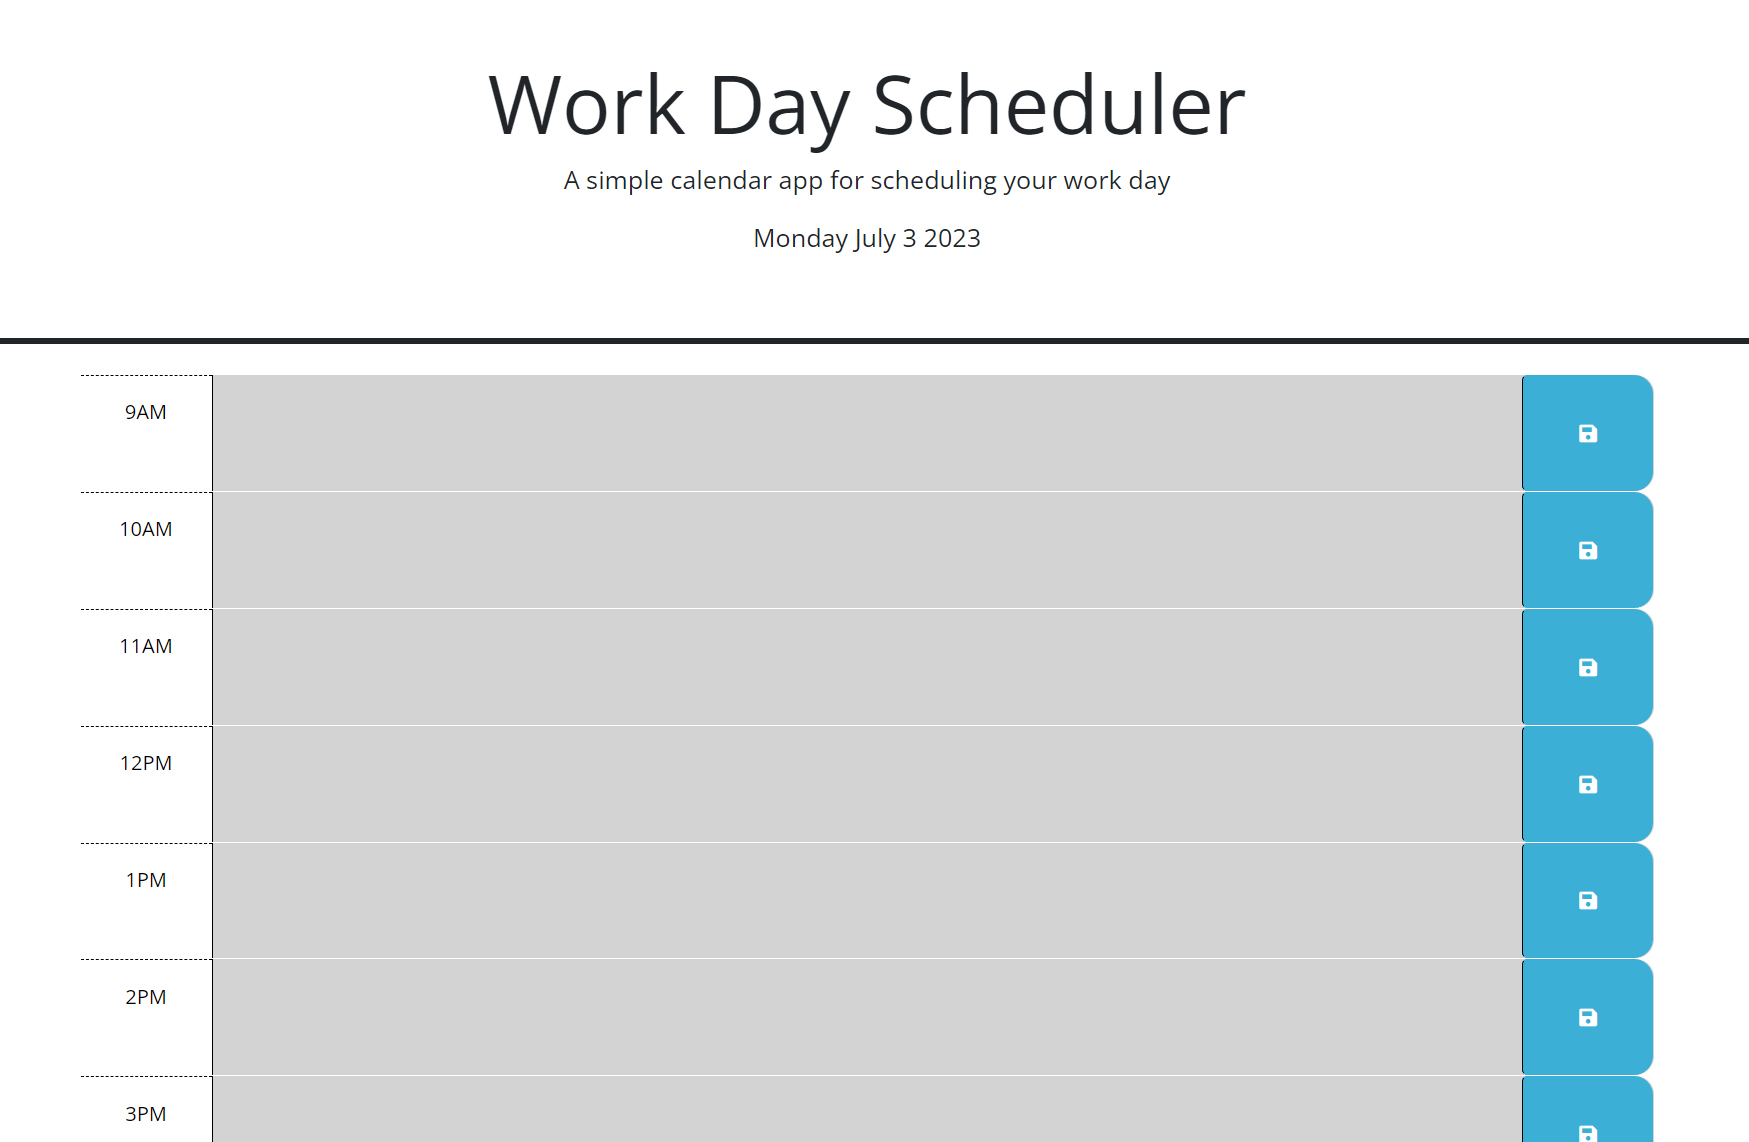 Work Day Scheduler
A simple calendar app for scheduling your work day
Monday July 3 2023
9AM
10AM
11AM
12PM
1PM
2PM
3PM